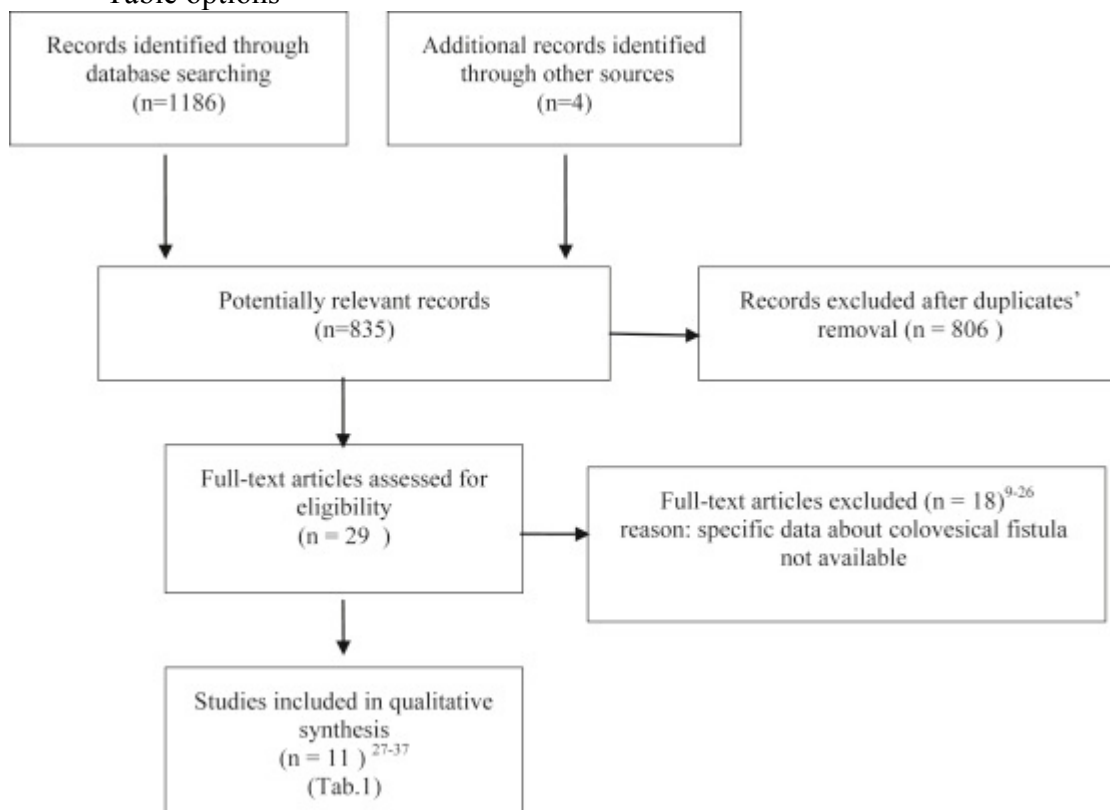 Table options
Records identified through
database searching
(n=1186)
Additional records identified
through other sources
(n=4)
Potentially relevant records
(n=835)
Records excluded after duplicates'
removal (n = 806 )
Full-text articles assessed for
eligibility
(n = 29 )
Full-text articles excluded (n = 18)9-26
reason: specific data about colovesical fistula
not available
Studies included in qualitative
synthesis
(n = 11 ) 27-37
(Tab.1)